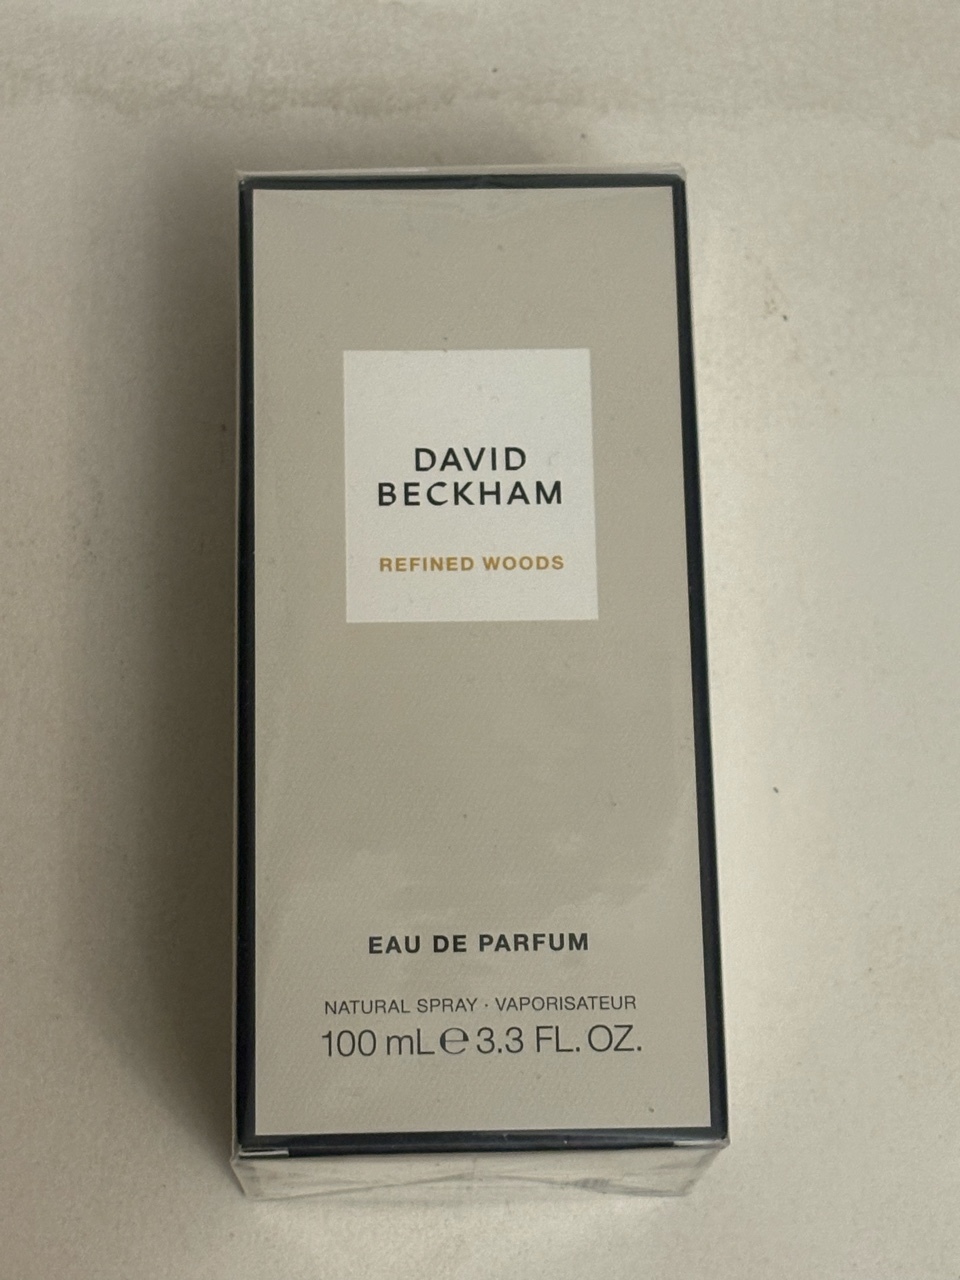 DAVID
BECKHAM
REFINED WOODS
EAU DE PARFUM
NATURAL SPRAY · VAPORISATEUR
100 mL ℮ 3.3 FL. OZ.